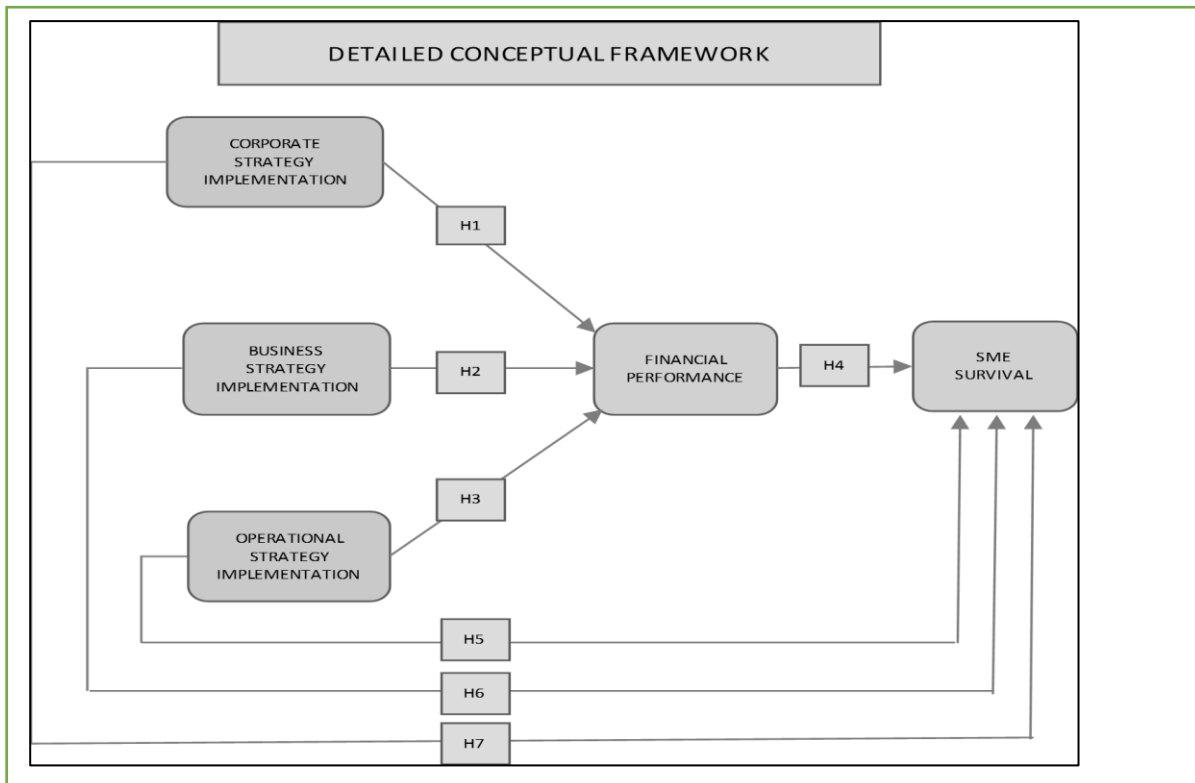 DETAILED CONCEPTUAL FRAMEWORK
CORPORATE
STRATEGY
IMPLEMENTATION
H1
BUSINESS
STRATEGY
IMPLEMENTATION
H2
FINANCIAL
PERFORMANCE
H4
SME
SURVIVAL
H3
OPERATIONAL
STRATEGY
IMPLEMENTATION
H5
H6
H7